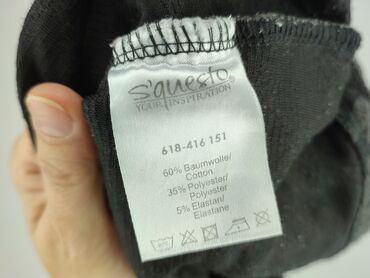 S'questo
YOUR INSPIRATION
618-416 151
60% Baumwolle/
Cotton
35% Polyester/
Polyester
5% Elastan/
Elastane